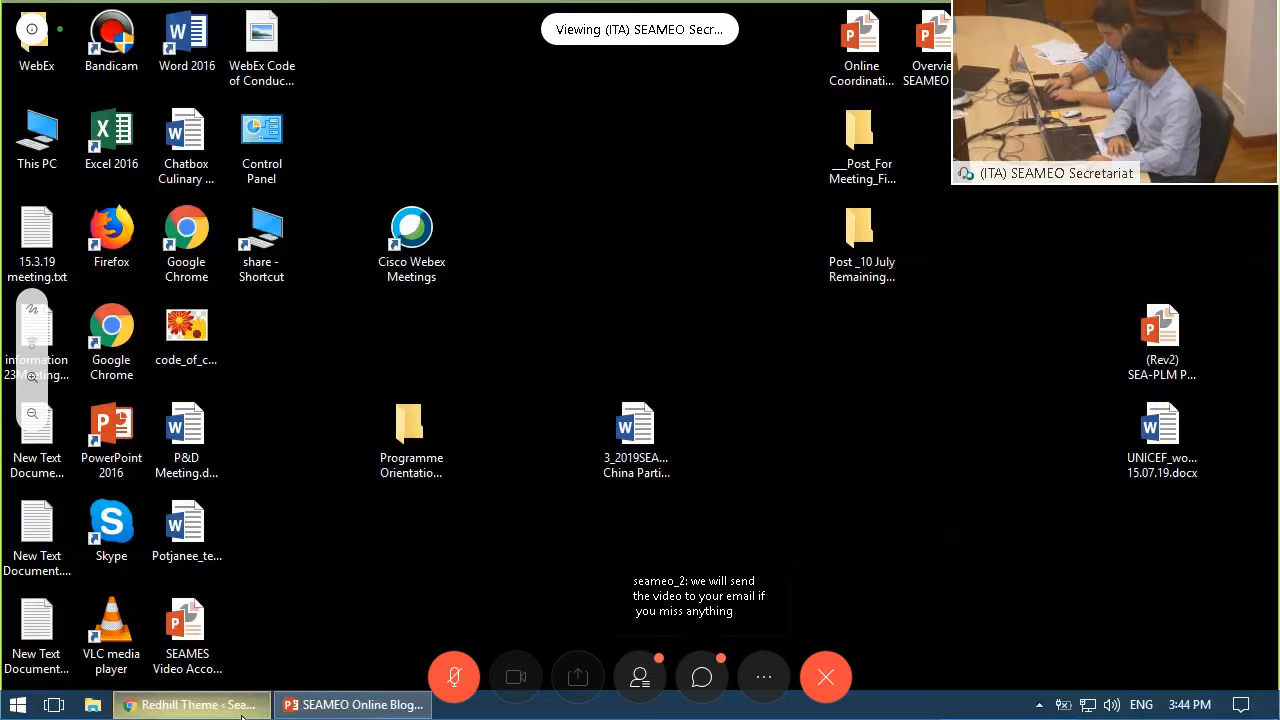 Viewing (ITA) SEAMEO Secr...
WebEx
Bandicam
Word 2016
WebEx Code
of Conduc...
Online
Coordinati...
Overvie
SEAMEO
(ITA) SEAMEO Secretariat
This PC
Excel 2016
Chatbox
Culinary ...
Control
Panel
___Post_For
Meeting_Fi...
15.3.19
meeting.txt
Firefox
Google
Chrome
share -
Shortcut
Cisco Webex
Meetings
Post _10 July
Remaining...
information
23Meeting...
Google
Chrome
code_of_c...
(Rev2)
SEA-PLM P...
New Text
Docume...
PowerPoint
2016
P&D
Meeting.d...
Programme
Orientatio...
3_2019SEA...
China Parti...
UNICEF_wo...
15.07.19.docx
New Text
Document....
Skype
Potjanee_te...
seameo_2: we will send
the video to your email if
you miss anything
New Text
Document....
VLC media
player
SEAMES
Video Acco...
Redhill Theme ‹ Sea...
SEAMEO Online Blog...
ENG
3:44 PM